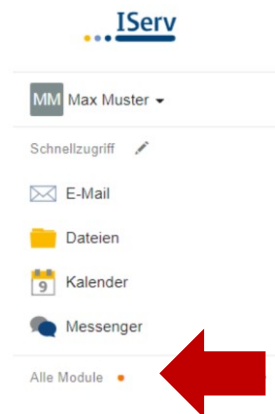 IServ
MM Max Muster
Schnellzugriff
E-Mail
Dateien
9 Kalender
Messenger
Alle Module